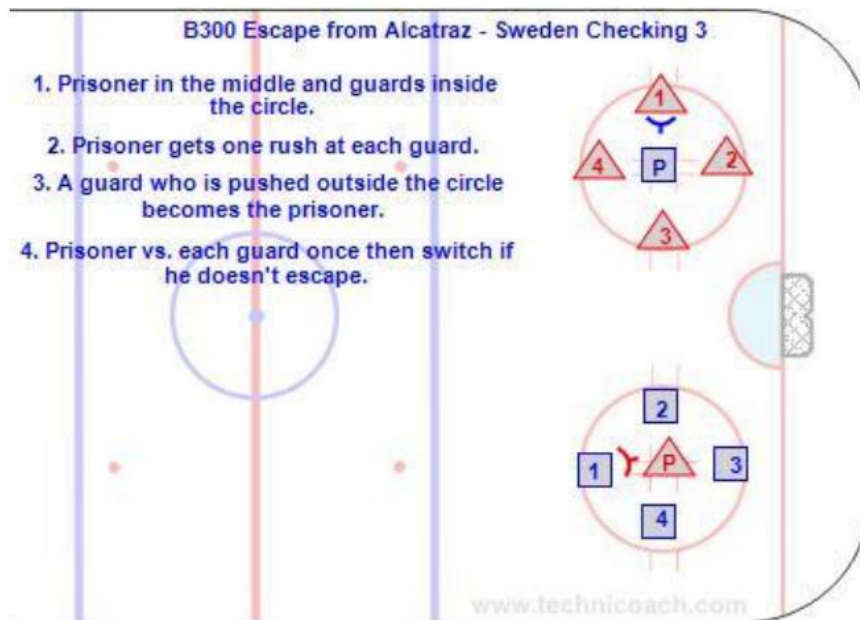 B300 Escape from Alcatraz - Sweden Checking 3
1. Prisoner in the middle and guards inside
the circle.
2. Prisoner gets one rush at each guard.
3. A guard who is pushed outside the circle
becomes the prisoner.
4. Prisoner vs. each guard once then switch if
he doesn't escape.
1
4
P
2
3
2
1
P
3
4
www.technicoach.com